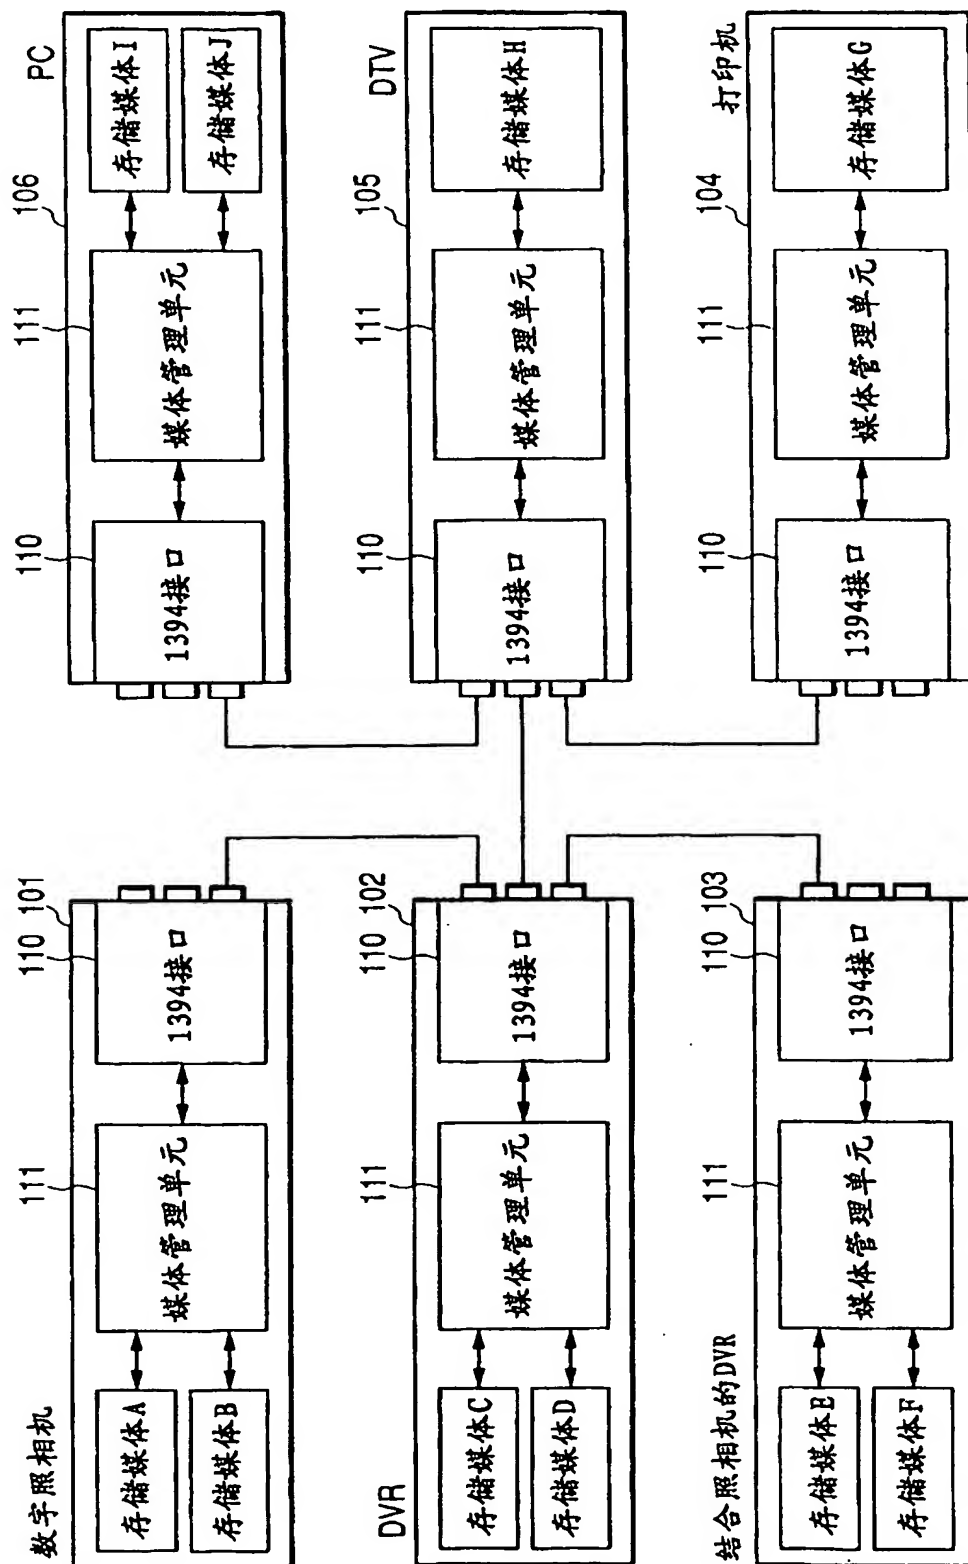 数字照相机
101
111
110
存储媒体A
存储媒体B
媒体管理单元
1394接口
PC
106
110
111
1394接口
媒体管理单元
存储媒体I
存储媒体J
DVR
102
111
110
存储媒体C
存储媒体D
媒体管理单元
1394接口
DTV
105
110
111
1394接口
媒体管理单元
存储媒体H
结合照相机的DVR
103
111
110
存储媒体E
存储媒体F
媒体管理单元
1394接口
打印机
104
110
111
1394接口
媒体管理单元
存储媒体G